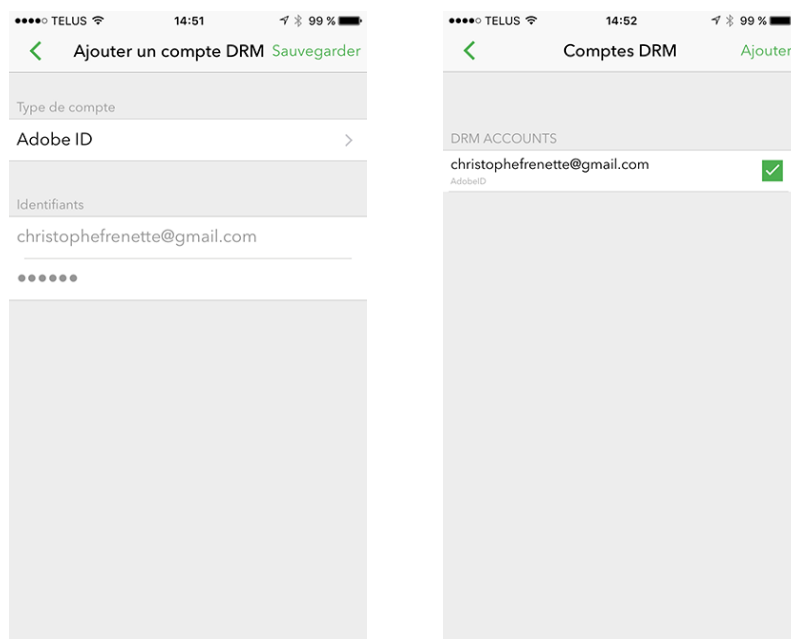 TELUS 14:51 99 %
Ajouter un compte DRM Sauvegarder
Type de compte
Adobe ID
Identifiants
christophefrenette@gmail.com
••••••
TELUS 14:52 99 %
Comptes DRM Ajouter
DRM ACCOUNTS
christophefrenette@gmail.com
AdobeID